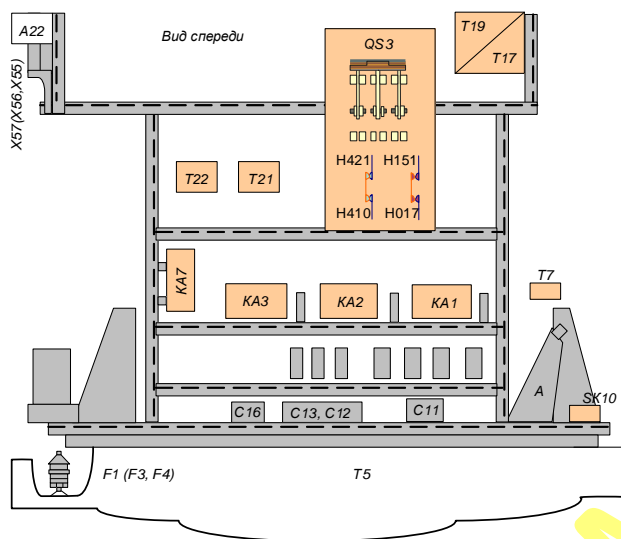 A22
Вид спереди
QS3
T19
T17
X57(X56,X55)
H421 H151
T22 T21
H410 H017
KA7
T7
KA3 KA2 KA1
A
SK10
C16 C13, C12 C11
F1 (F3, F4) T5